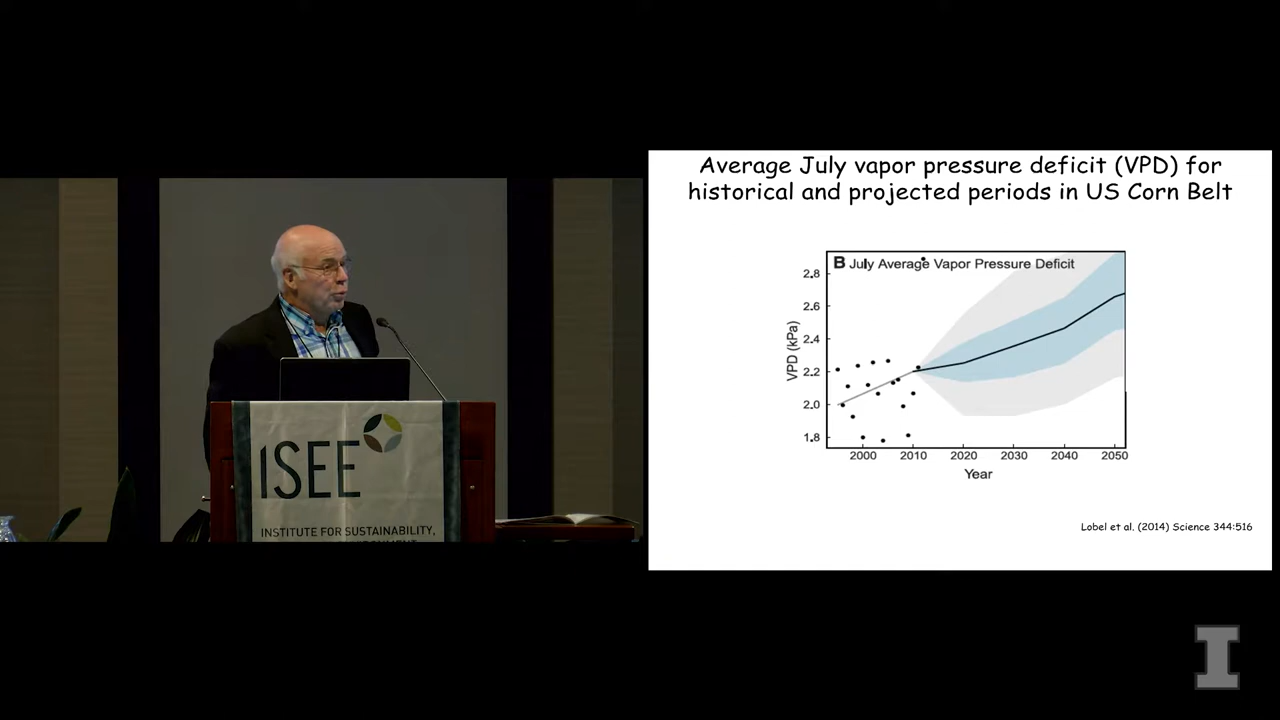 Average July vapor pressure deficit (VPD) for
historical and projected periods in US Corn Belt
B July Average Vapor Pressure Deficit
2.8
2.6
2.4
2.2
2.0
1.8
VPD (kPa)
2000 2010 2020 2030 2040 2050
Year
Lobel et al. (2014) Science 344:516
ISEE
INSTITUTE FOR SUSTAINABILITY,
I